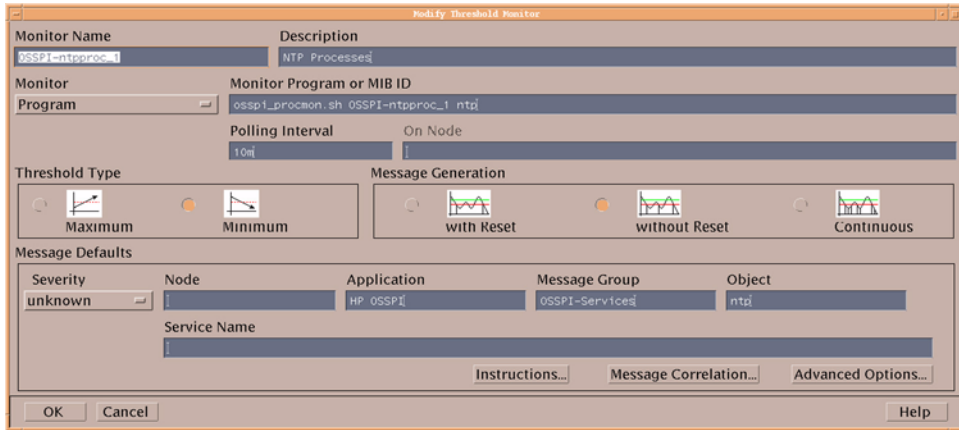 Modify Threshold Monitor
Monitor Name Description
OSSPI-ntpproc_1 NTP Processes
Monitor Monitor Program or MIB ID
Program osspi_procmon.sh OSSPI-ntpproc_1 ntp
Polling Interval On Node
10m
Threshold Type Message Generation
Maximum Minimum with Reset without Reset Continuous
Message Defaults
Severity Node Application Message Group Object
unknown HP OSSPI OSSPI-Services ntp
Service Name
Instructions... Message Correlation... Advanced Options...
OK Cancel Help